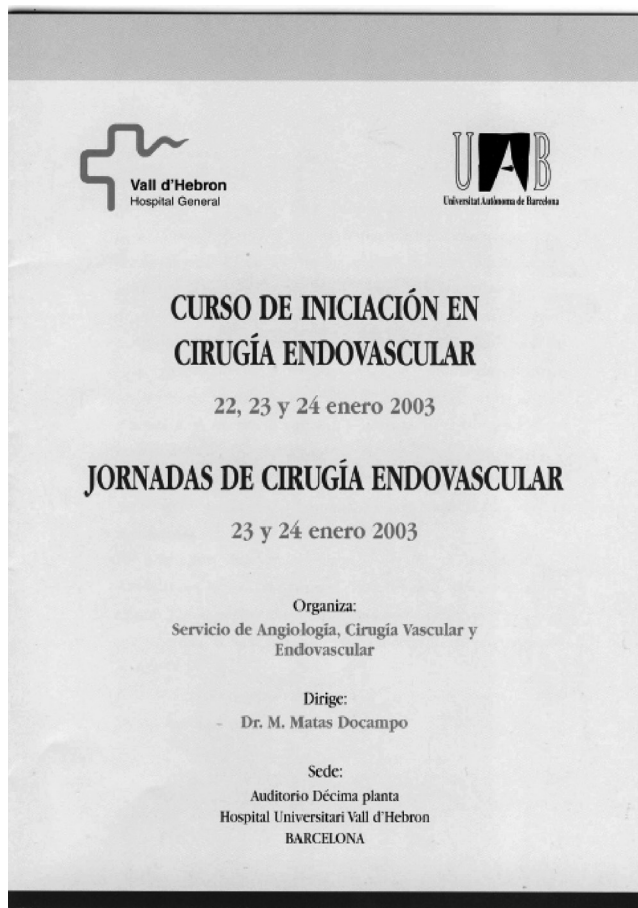 Vall d'Hebron
Hospital General
UAB
Universitat Autònoma de Barcelona
CURSO DE INICIACIÓN EN
CIRUGÍA ENDOVASCULAR
22, 23 y 24 enero 2003
JORNADAS DE CIRUGÍA ENDOVASCULAR
23 y 24 enero 2003
Organiza:
Servicio de Angiología, Cirugía Vascular y
Endovascular
Dirige:
Dr. M. Matas Docampo
Sede:
Auditorio Décima planta
Hospital Universitari Vall d'Hebron
BARCELONA